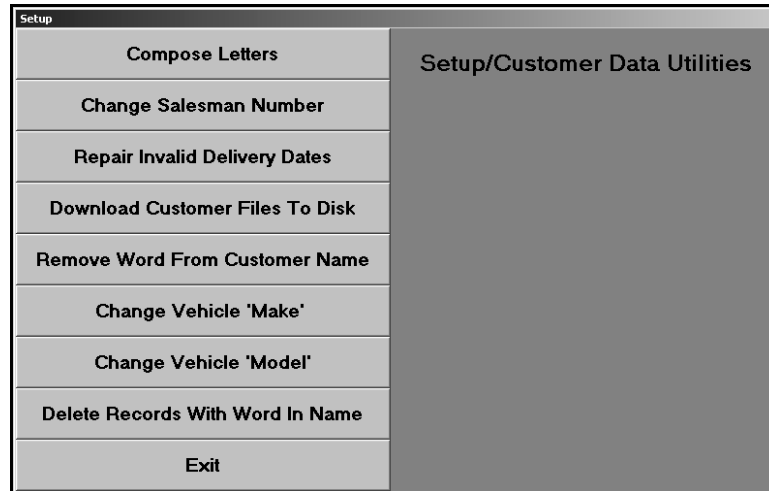 Setup
Compose Letters
Setup/Customer Data Utilities
Change Salesman Number
Repair Invalid Delivery Dates
Download Customer Files To Disk
Remove Word From Customer Name
Change Vehicle 'Make'
Change Vehicle 'Model'
Delete Records With Word In Name
Exit